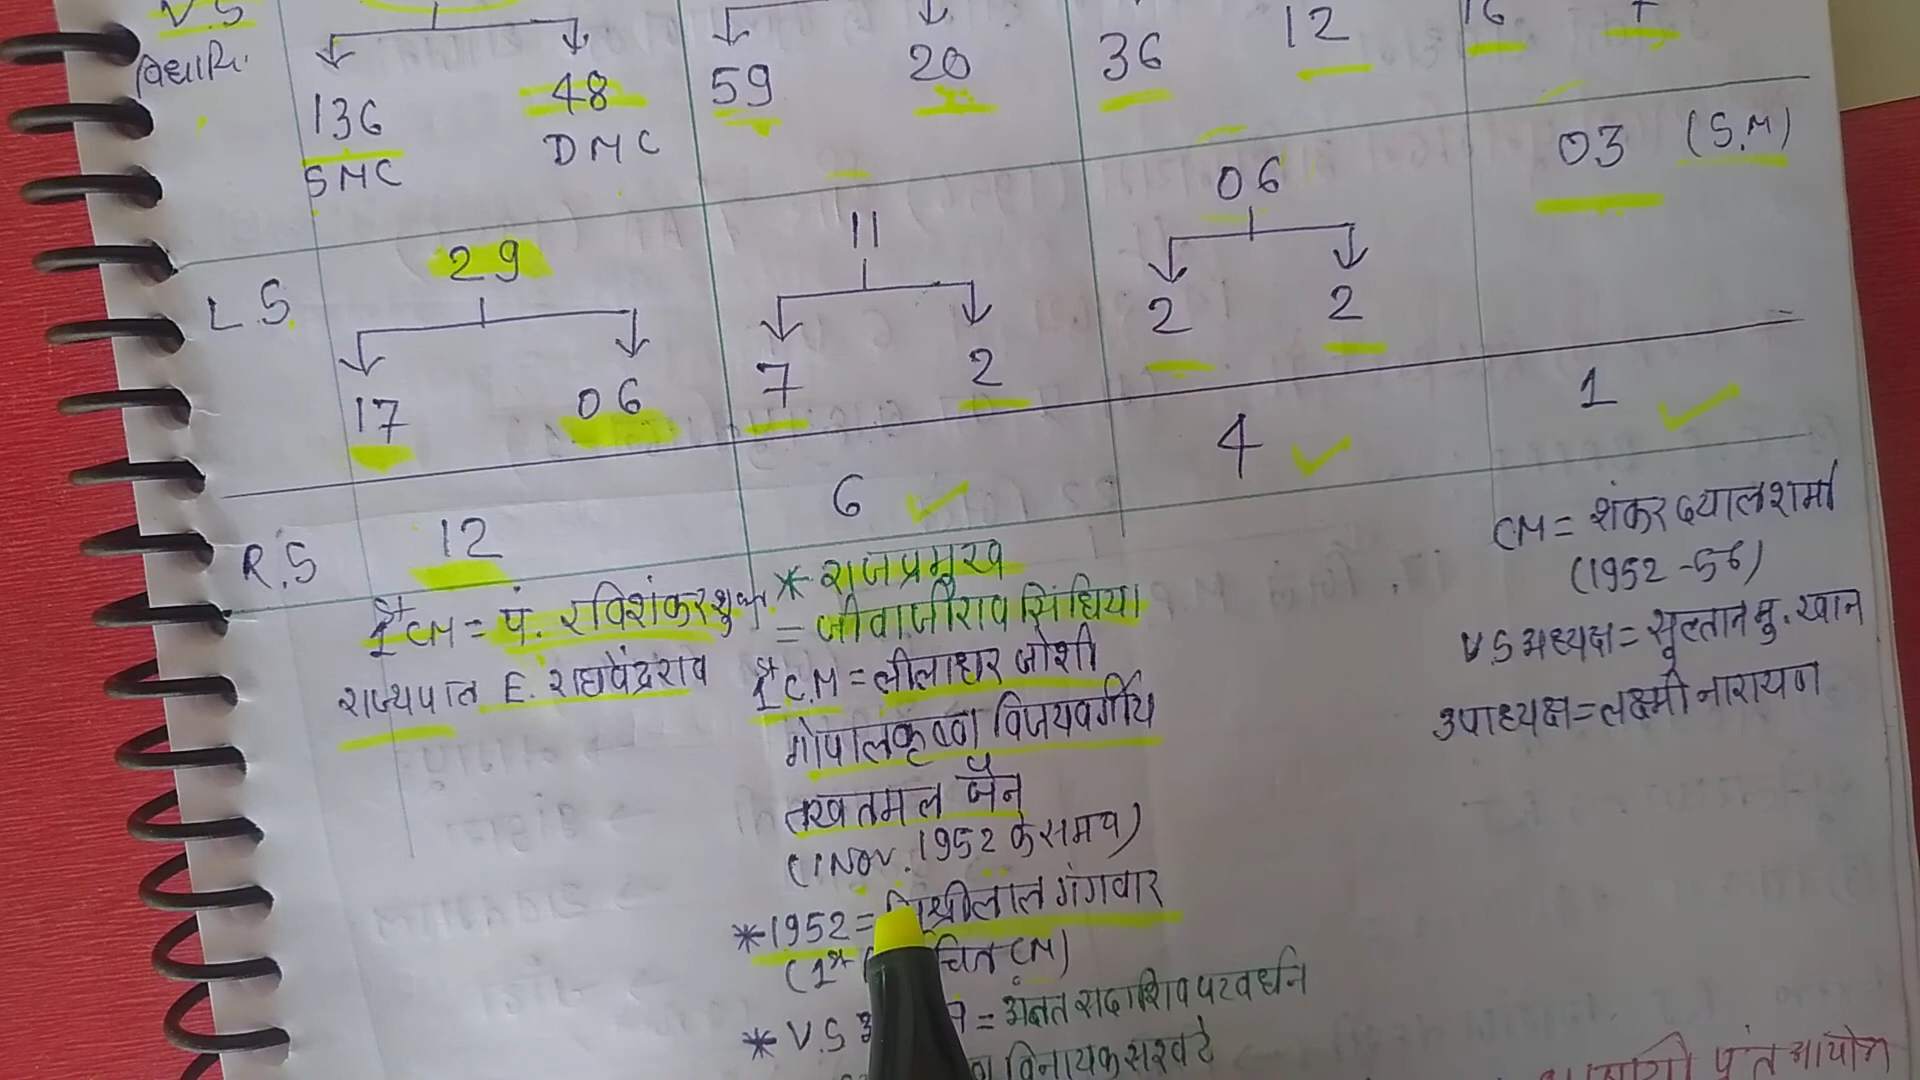 V.S
136 48 59 20 36 12 16
SMC DMC
L.S 29 11 06 03 (S.M)
17 06 7 2 2 2
R.S 12 6 4 1
1st CM = पं. रविशंकर शुक्ल
राज्यपाल E. राघवेंद्रराव
* राजप्रमुख
= जीवाजीराव सिंधिया
1st C.M = लीलाधर जोशी
गोपालकृष्ण विजयवर्गीय
तखतमल जैन
(1 Nov. 1952 के समय)
* 1952 = मिश्रीलाल गंगवार
(1st चित CM)
* V.S = अंनत सदाशिव पटवर्धन
विनायक सरवटे
CM = शंकर दयाल शर्मा
(1952 - 56)
V.S अध्यक्ष = सूल्तान मु. खान
उपाध्यक्ष = लक्ष्मी नारायण